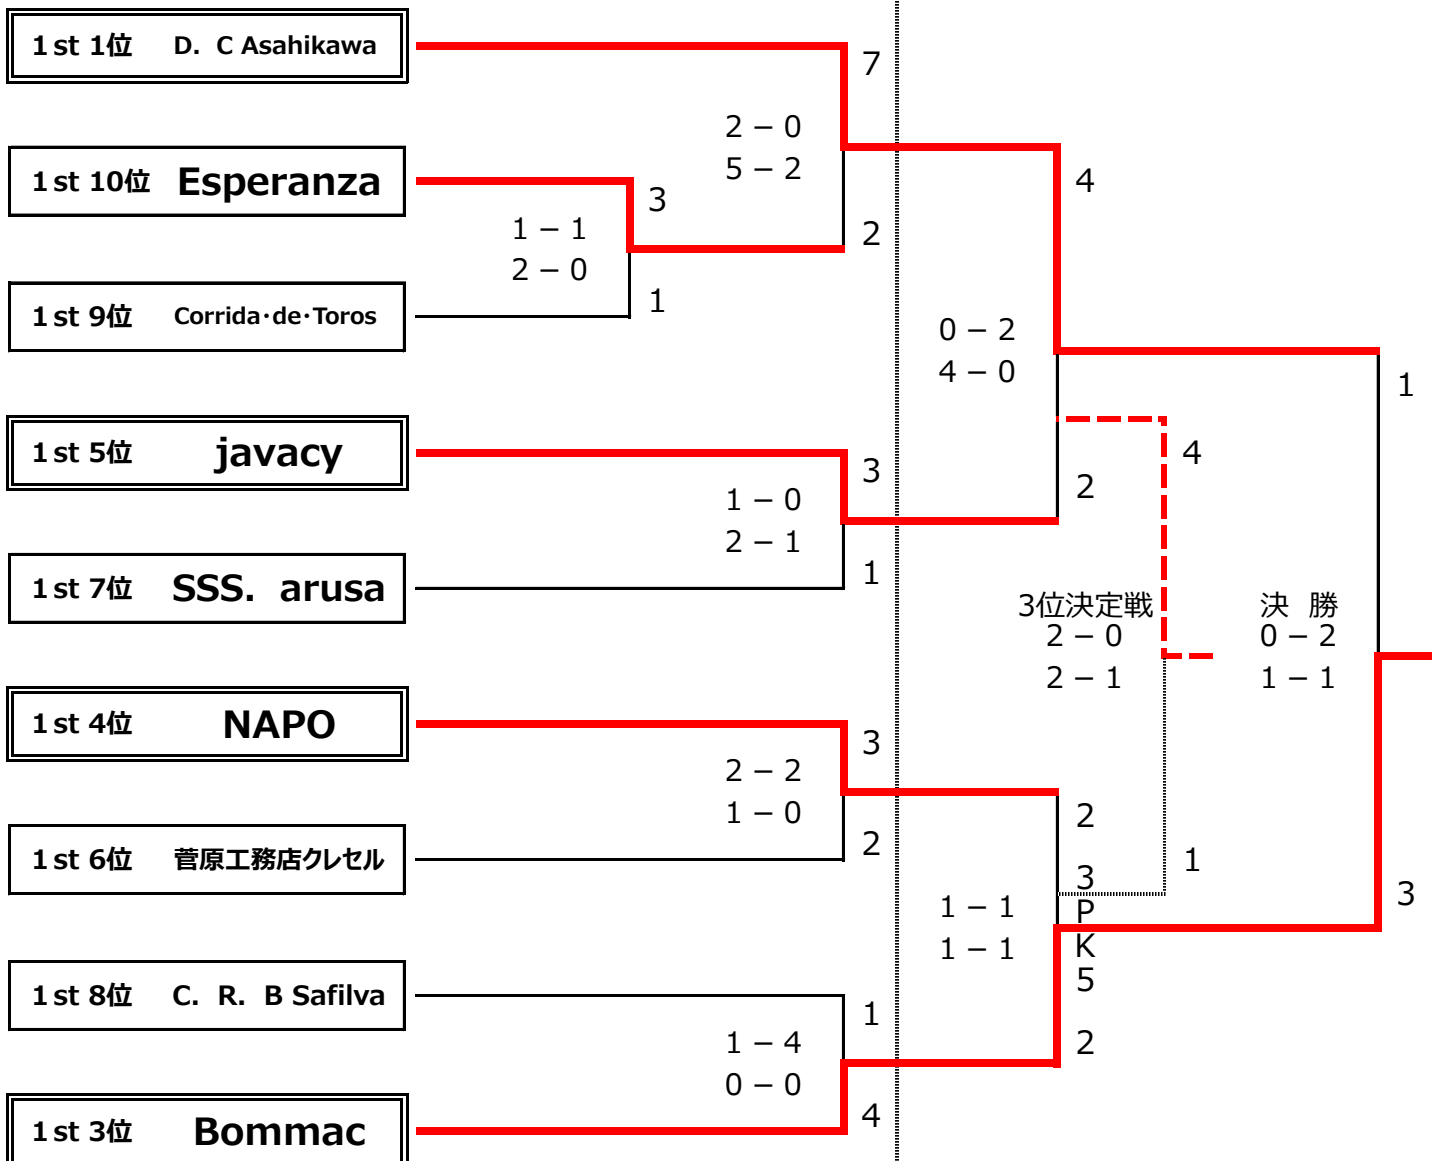 1st 1位 D. C Asahikawa
7
2 − 0
5 − 2
4
1st 10位 Esperanza
3
1 − 1
2 − 0
2
1st 9位 Corrida・de・Toros
1
0 − 2
4 − 0
1
1st 5位 javacy
3
4
1 − 0
2 − 1
2
1st 7位 SSS. arusa
1
3位決定戦
2 − 0
2 − 1
決 勝
0 − 2
1 − 1
1st 4位 NAPO
3
2 − 2
1 − 0
2
1st 6位 菅原工務店クレセル
2
1
3
3
P
K
5
1 − 1
1 − 1
1st 8位 C. R. B Safilva
1
2
1 − 4
0 − 0
1st 3位 Bommac
4